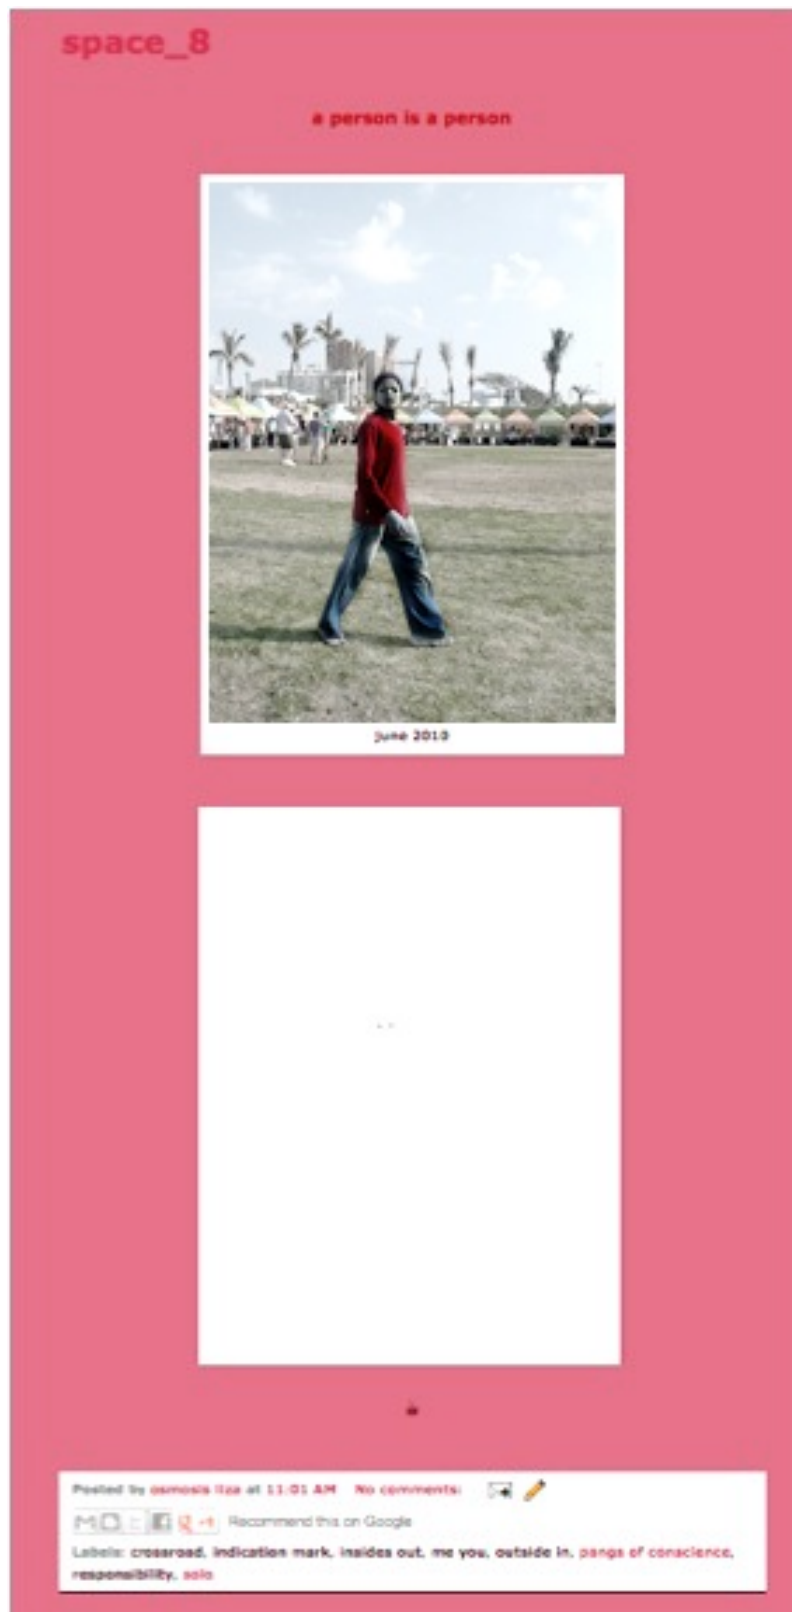 space_8
a person is a person
june 2010
Posted by osmosis liza at 11:01 AM No comments:
+1 Recommend this on Google
Labels: crossroad, indication mark, insides out, me you, outside in, pangs of conscience,
responsibility, solo